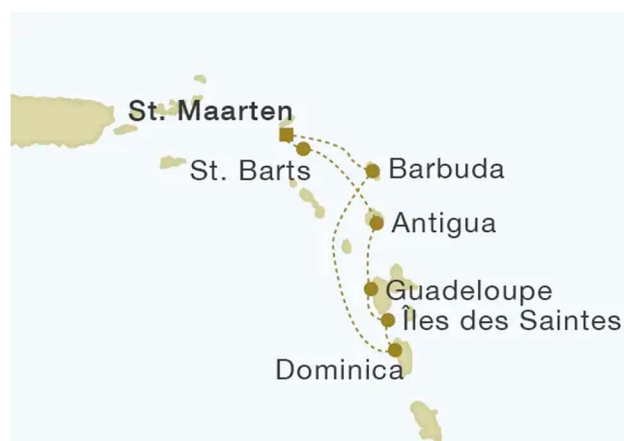 St. Maarten
St. Barts
Barbuda
Antigua
Guadeloupe
Îles des Saintes
Dominica